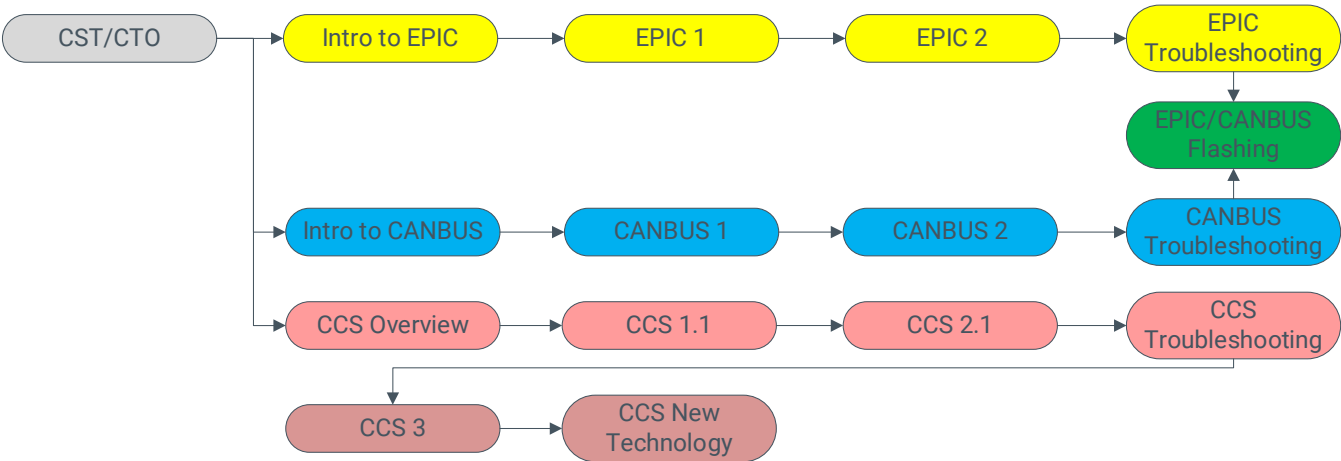 CST/CTO
Intro to EPIC
EPIC 1
EPIC 2
EPIC
Troubleshooting
EPIC/CANBUS
Flashing
Intro to CANBUS
CANBUS 1
CANBUS 2
CANBUS
Troubleshooting
CCS Overview
CCS 1.1
CCS 2.1
CCS
Troubleshooting
CCS 3
CCS New
Technology